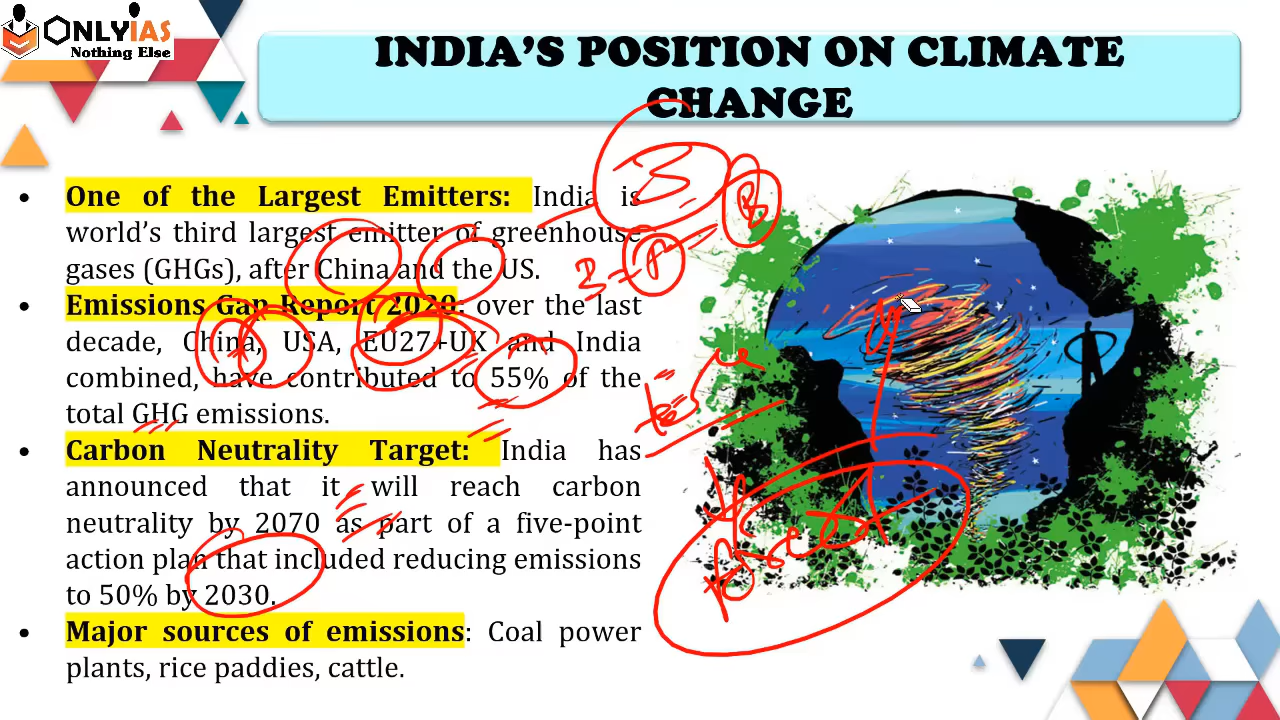 ONLYIAS
Nothing Else
INDIA'S POSITION ON CLIMATE
CHANGE
• One of the Largest Emitters: India is
world's third largest emitter of greenhouse
gases (GHGs), after China and the US.
• Emissions Gap Report 2020: over the last
decade, China, USA, EU27+UK and India
combined, have contributed to 55% of the
total GHG emissions.
• Carbon Neutrality Target: India has
announced that it will reach carbon
neutrality by 2070 as part of a five-point
action plan that included reducing emissions
to 50% by 2030.
• Major sources of emissions: Coal power
plants, rice paddies, cattle.